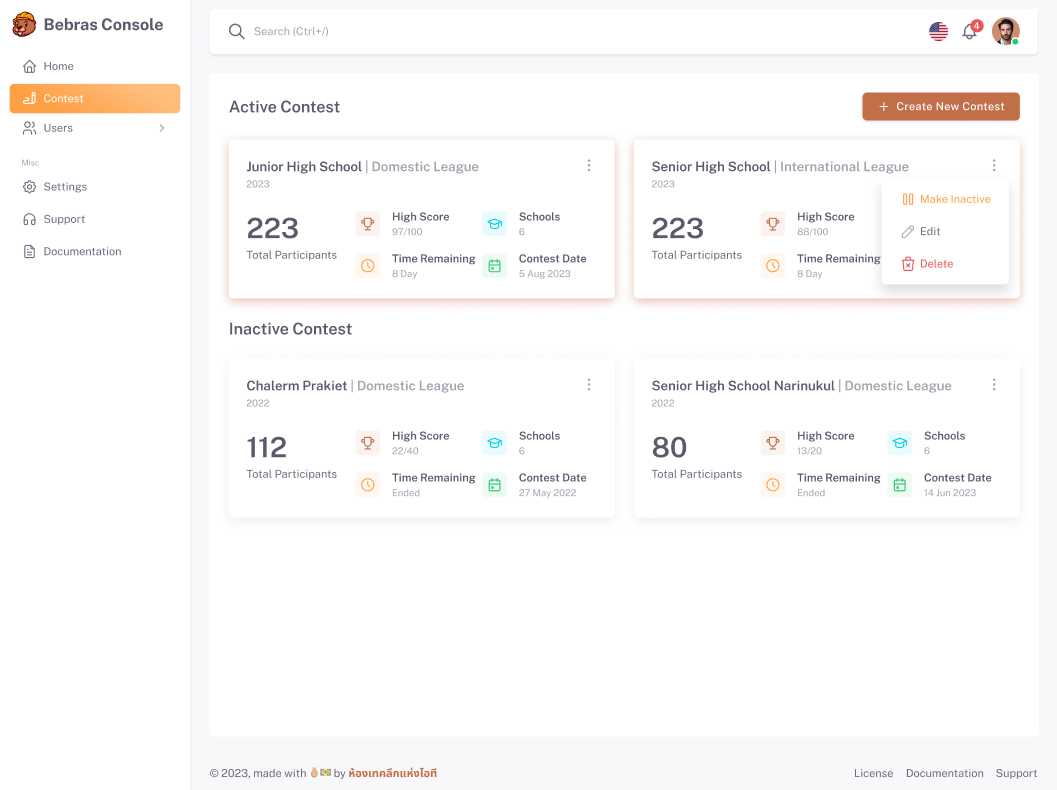 Bebras Console
Search (Ctrl+/)
4
Home
Contest
Users
Misc
Settings
Support
Documentation
Active Contest
Create New Contest
Junior High School | Domestic League
2023
223
Total Participants
High Score
97/100
Schools
6
Time Remaining
8 Day
Contest Date
5 Aug 2023
Senior High School | International League
2023
223
Total Participants
High Score
88/100
Time Remaining
8 Day
Make Inactive
Edit
Delete
Inactive Contest
Chalerm Prakiet | Domestic League
2022
112
Total Participants
High Score
22/40
Schools
6
Time Remaining
Ended
Contest Date
27 May 2022
Senior High School Narinukul | Domestic League
2022
80
Total Participants
High Score
13/20
Schools
6
Time Remaining
Ended
Contest Date
14 Jun 2023
© 2023, made with 🫰🏼💴 by ห้องเทคลึกแห่งไอที
License Documentation Support